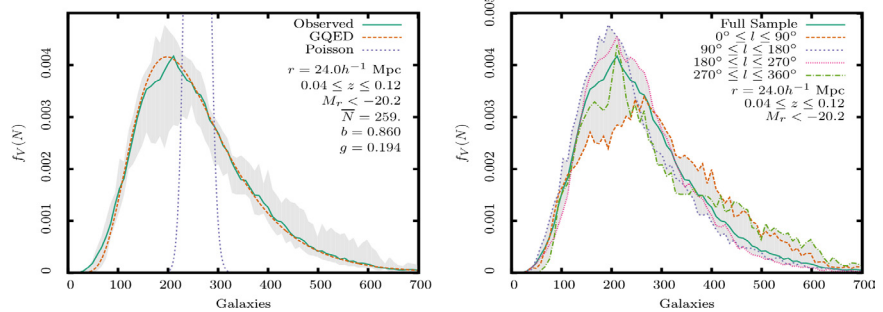 Observed
GQED
Poisson
r = 24.0h⁻¹ Mpc
0.04 ≤ z ≤ 0.12
M_r < −20.2
N̅ = 259.
b = 0.860
g = 0.194
f_V(N)
0.005
0.004
0.003
0.002
0.001
0
0 100 200 300 400 500 600 700
Galaxies
Full Sample
0° ≤ l ≤ 90°
90° ≤ l ≤ 180°
180° ≤ l ≤ 270°
270° ≤ l ≤ 360°
r = 24.0h⁻¹ Mpc
0.04 ≤ z ≤ 0.12
M_r < −20.2
f_V(N)
0.005
0.004
0.003
0.002
0.001
0
0 100 200 300 400 500 600 700
Galaxies